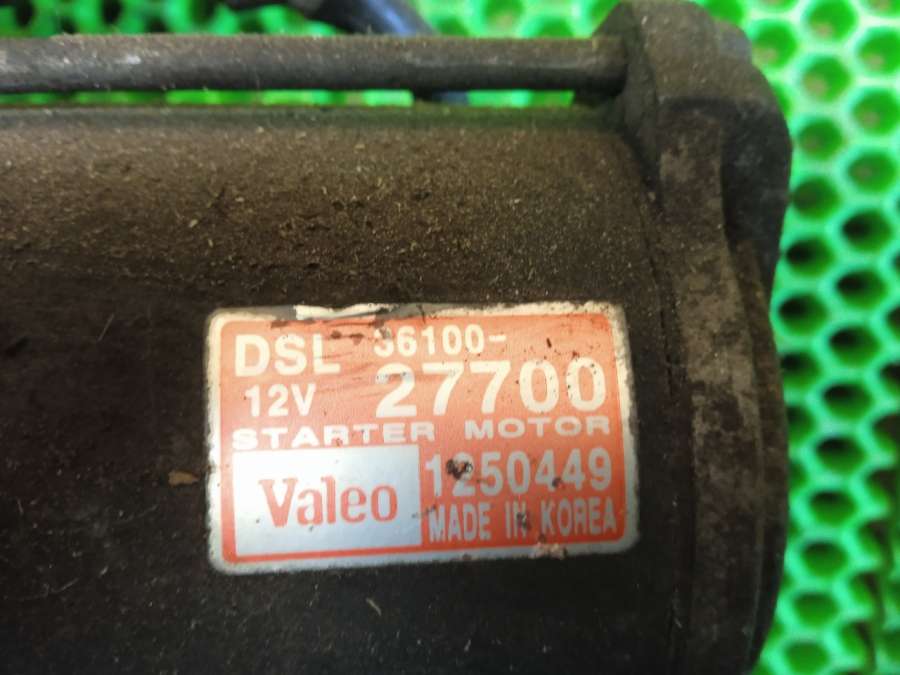 DSL 36100-
12V 27700
STARTER MOTOR
Valeo 1250449
MADE IN KOREA